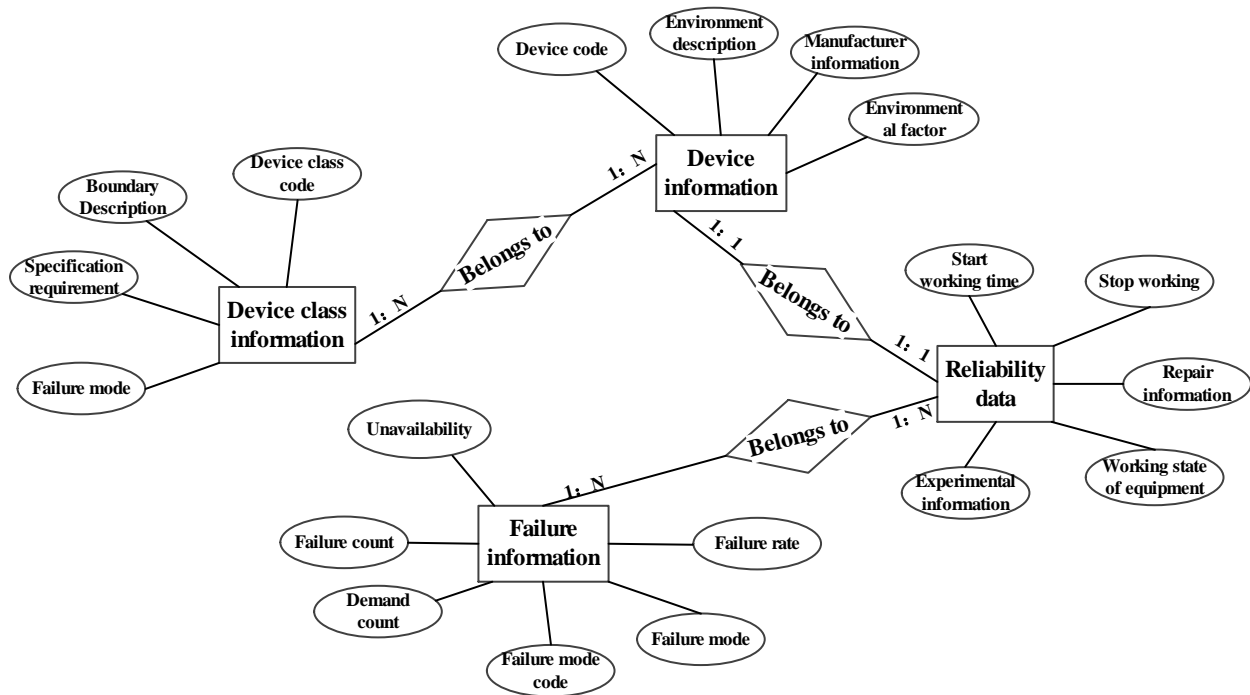 Environment
description
Device code
Manufacturer
information
Environment
al factor
Device
information
1: N
Device class
code
Boundary
Description
Belongs to
1: 1
Specification
requirement
Start
working time
Stop working
Belongs to
Device class
information
1: N
1: 1
Failure mode
Reliability
data
Repair
information
Unavailability
Belongs to
1: N
Working state
of equipment
Experimental
information
1: N
Failure
information
Failure count
Failure rate
Demand
count
Failure mode
Failure mode
code